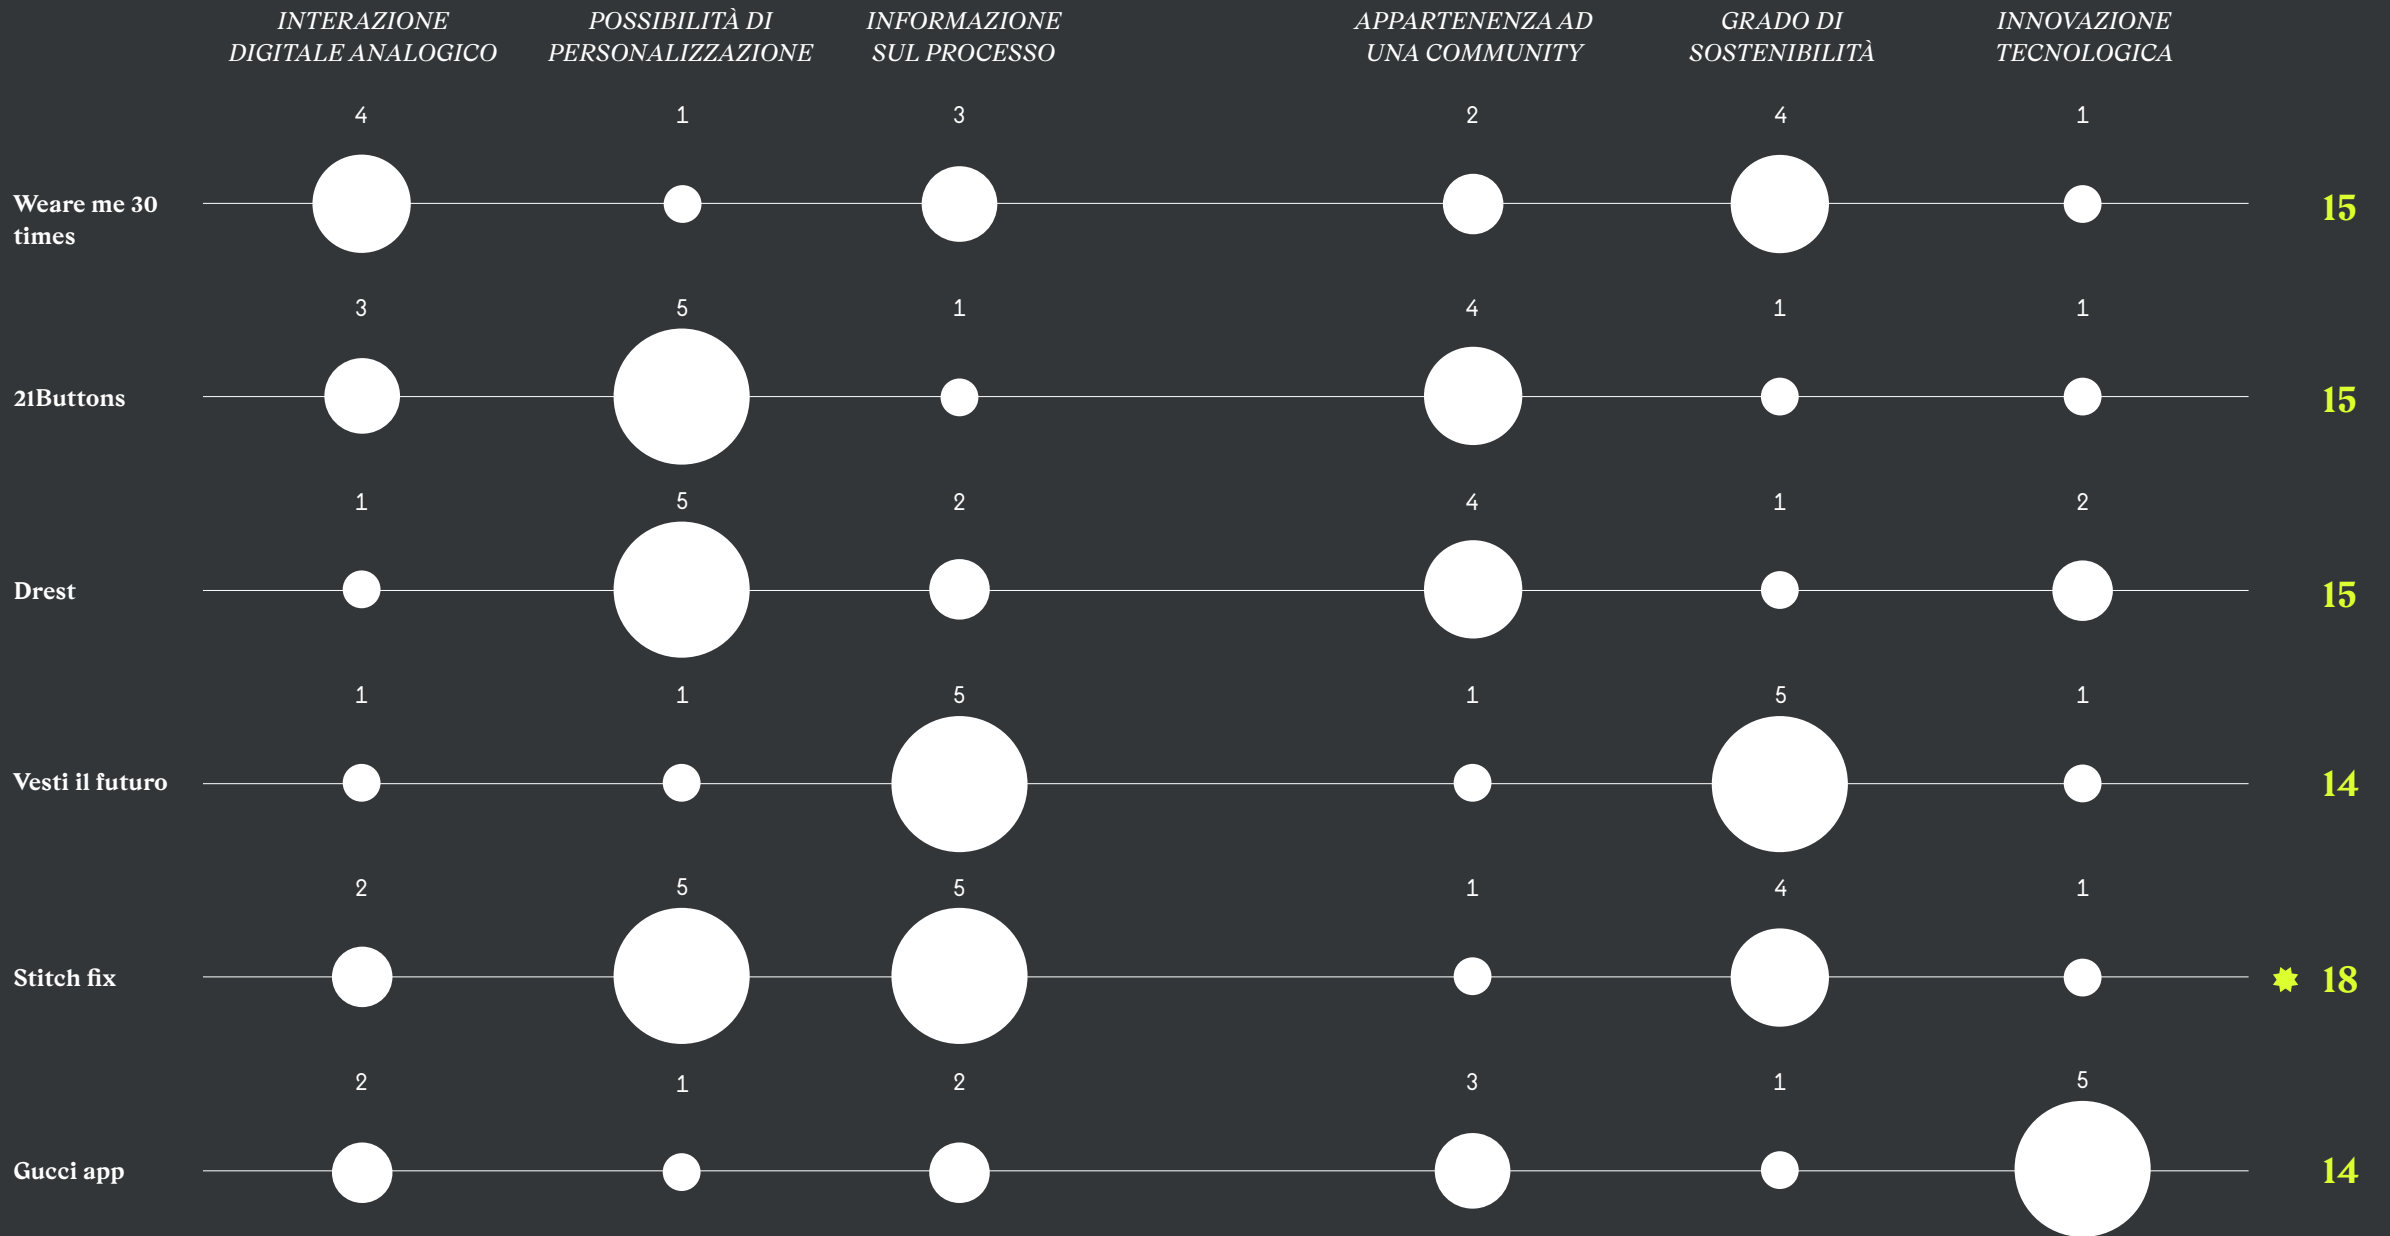 INTERAZIONE
DIGITALE ANALOGICO
POSSIBILITÀ DI
PERSONALIZZAZIONE
INFORMAZIONE
SUL PROCESSO
APPARTENENZA AD
UNA COMMUNITY
GRADO DI
SOSTENIBILITÀ
INNOVAZIONE
TECNOLOGICA
4 1 3 2 4 1
Weare me 30
times
15
3 5 1 4 1 1
21Buttons 15
1 5 2 4 1 2
Drest 15
1 1 5 1 5 1
Vesti il futuro 14
2 5 5 1 4 1
Stitch fix 18
2 1 2 3 1 5
Gucci app 14